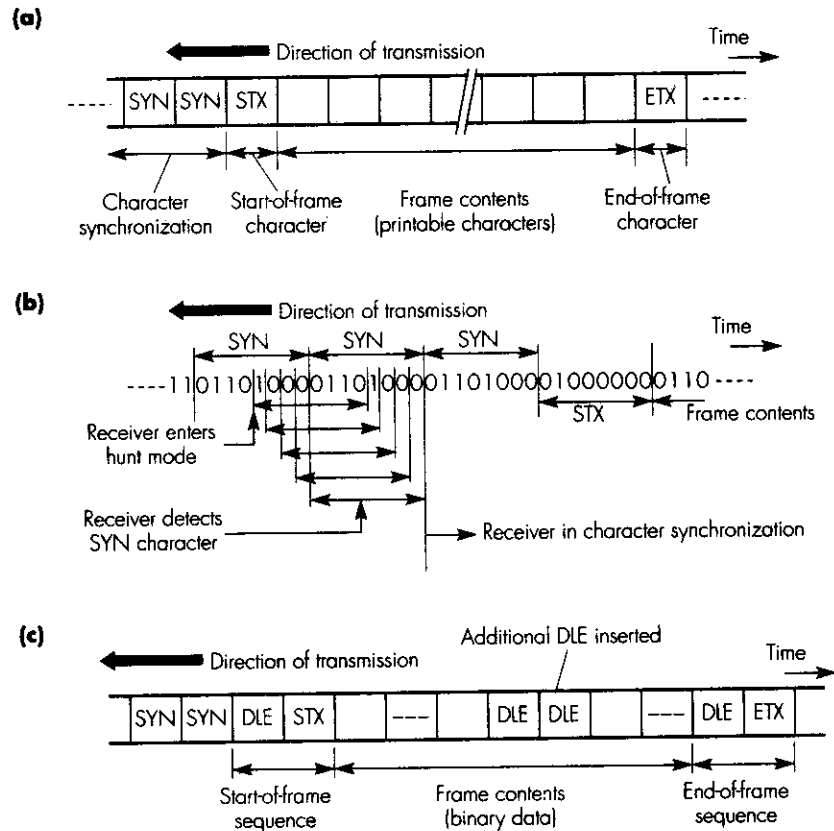 (a)
Direction of transmission
Time
---- SYN SYN STX ETX ----
Character synchronization
Start-of-frame character
Frame contents (printable characters)
End-of-frame character
(b)
Direction of transmission
Time
SYN SYN SYN
----11011010000110100001101000010000000110----
STX
Frame contents
Receiver enters hunt mode
Receiver detects SYN character
Receiver in character synchronization
(c)
Additional DLE inserted
Direction of transmission
Time
SYN SYN DLE STX ---- DLE DLE ---- DLE ETX
Start-of-frame sequence
Frame contents (binary data)
End-of-frame sequence